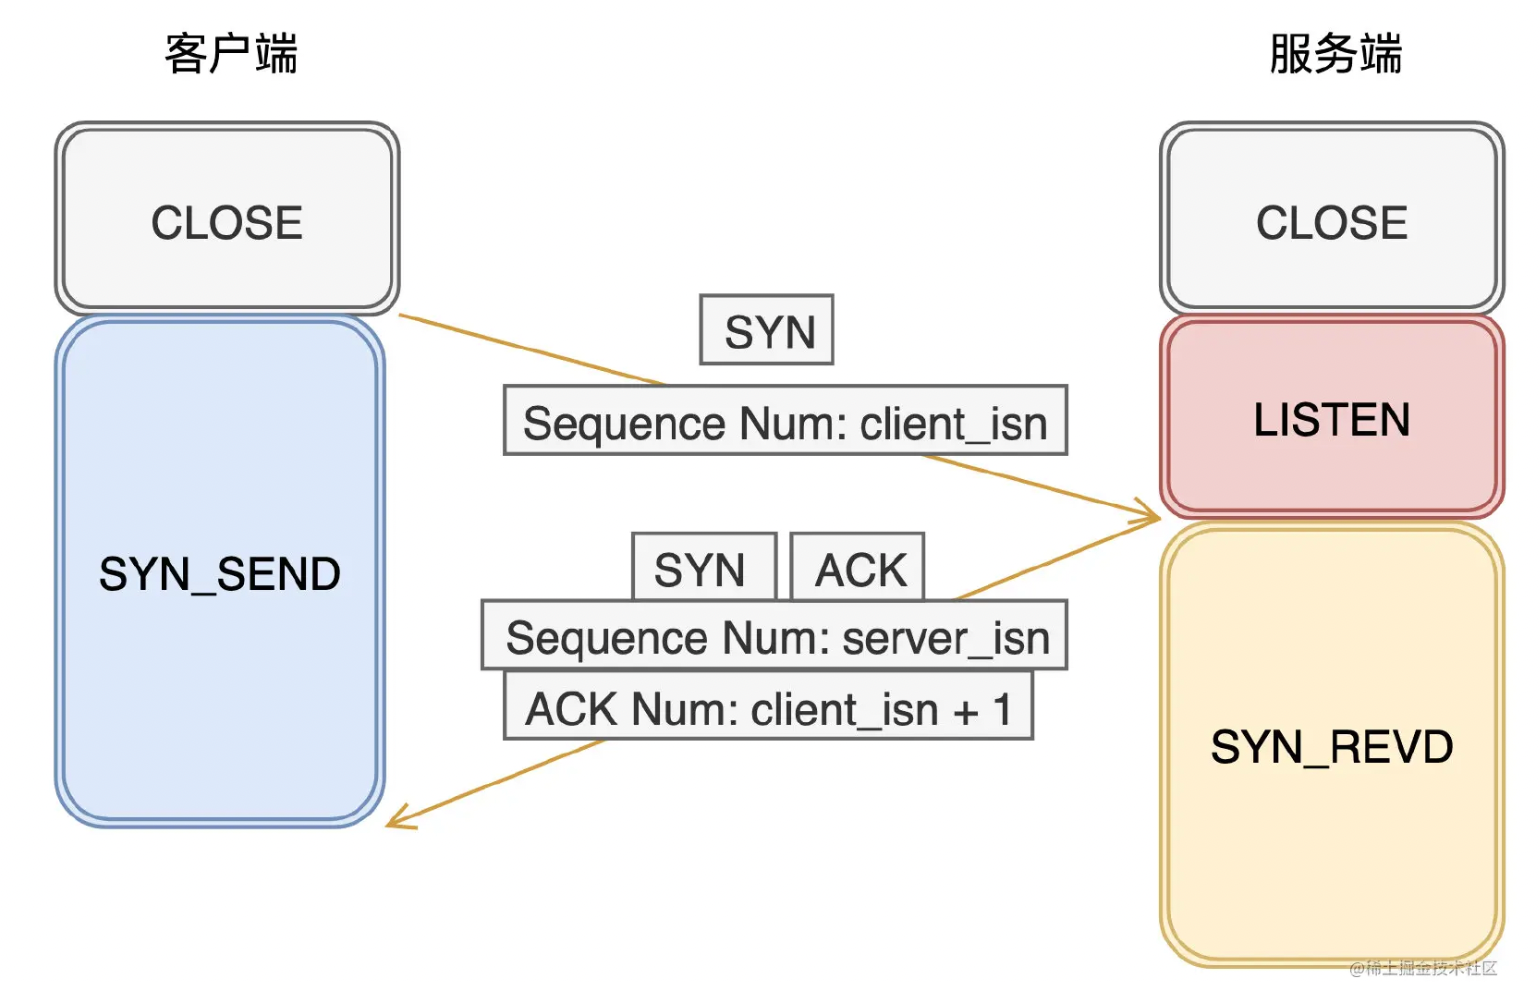 客户端
服务端
CLOSE
CLOSE
SYN
Sequence Num: client_isn
LISTEN
SYN_SEND
SYN
ACK
Sequence Num: server_isn
ACK Num: client_isn + 1
SYN_REVD
@稀土掘金技术社区